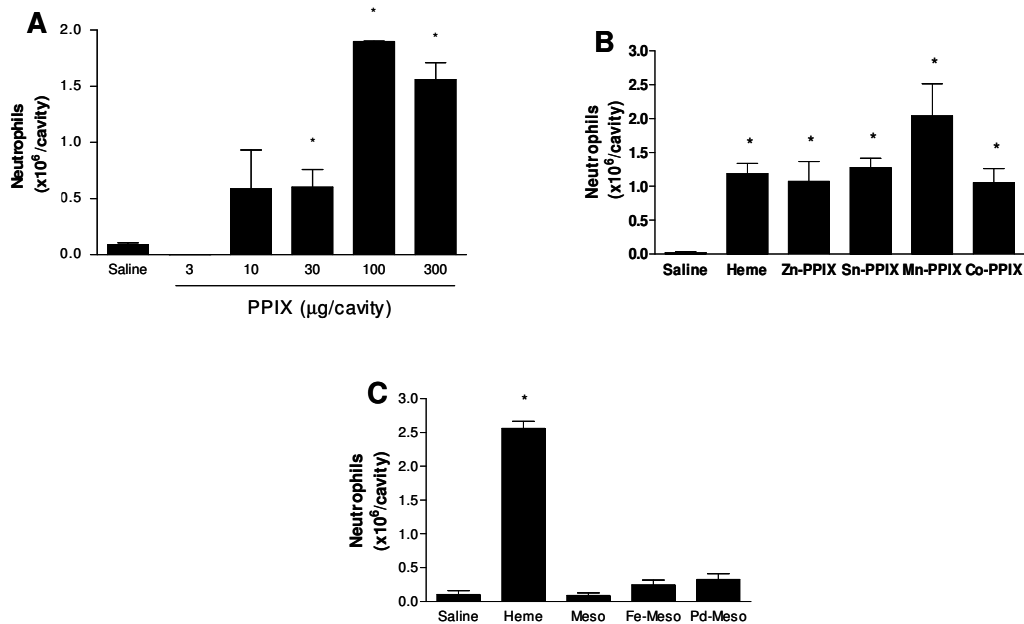 A
Neutrophils
(x10⁶/cavity)
2.0
1.5
1.0
0.5
0.0
*
*
*
Saline 3 10 30 100 300
PPIX (µg/cavity)
B
Neutrophils
(x10⁶/cavity)
3.0
2.5
2.0
1.5
1.0
0.5
0.0
*
*
*
*
*
Saline Heme Zn-PPIX Sn-PPIX Mn-PPIX Co-PPIX
C
Neutrophils
(x10⁶/cavity)
3.0
2.5
2.0
1.5
1.0
0.5
0.0
*
Saline Heme Meso Fe-Meso Pd-Meso